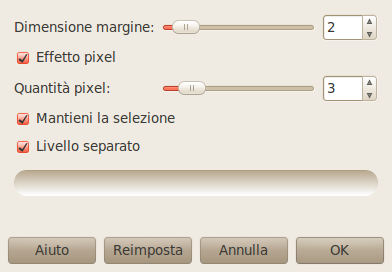 Dimensione margine: 2
Effetto pixel
Quantità pixel: 3
Mantieni la selezione
Livello separato
Aiuto Reimposta Annulla OK